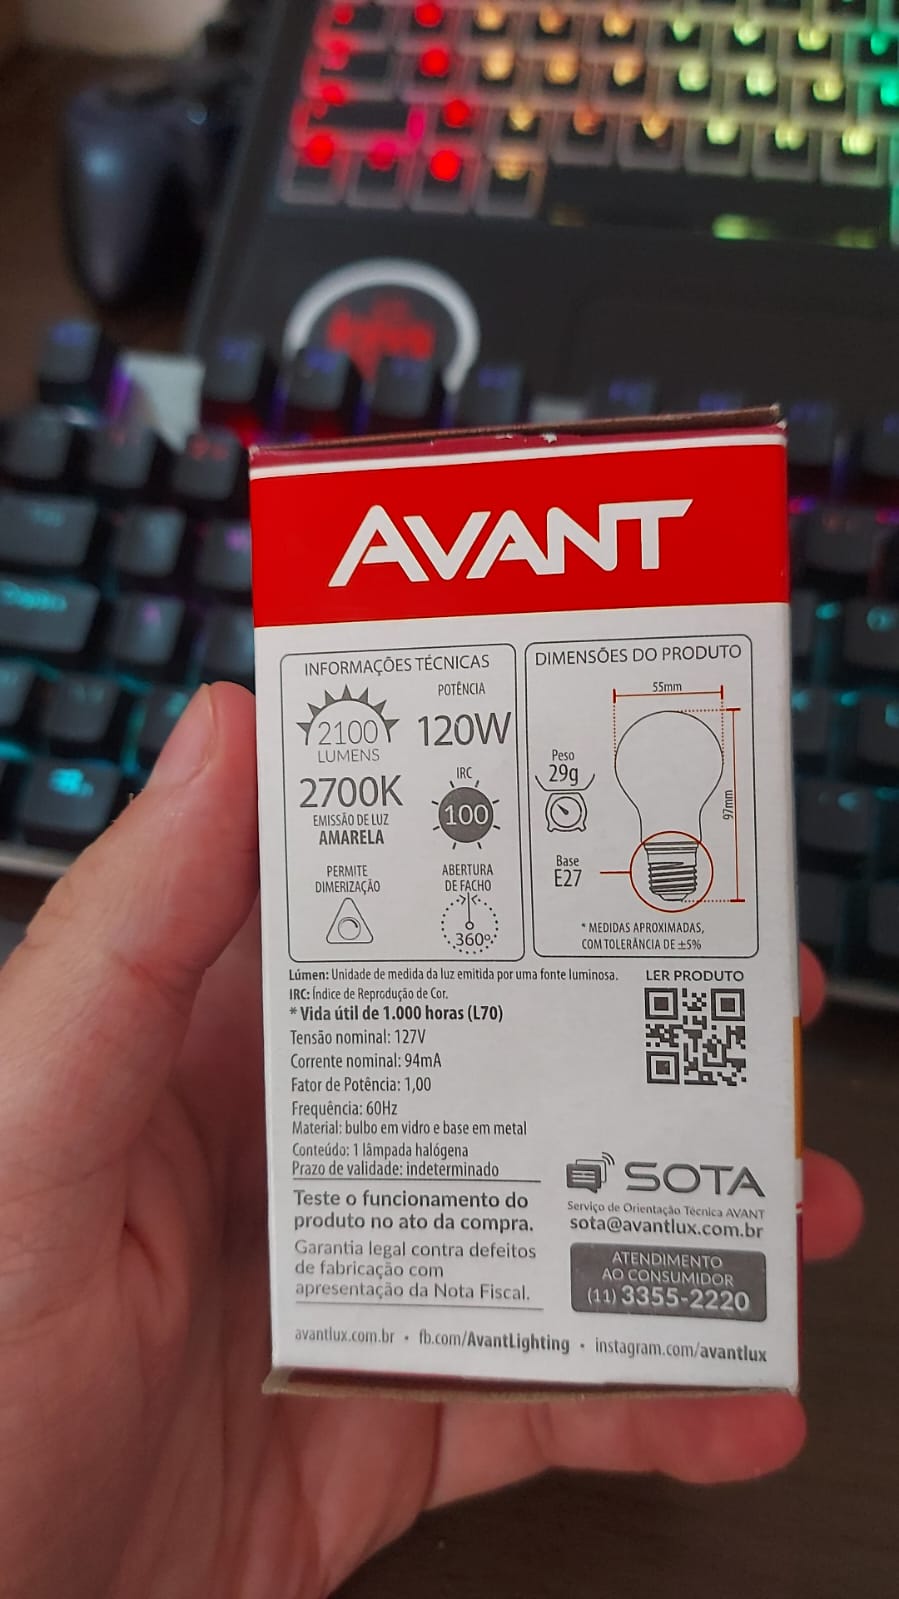 AVANT
INFORMAÇÕES TÉCNICAS
2100
LUMENS
POTÊNCIA
120W
2700K
EMISSÃO DE LUZ
AMARELA
IRC
100
PERMITE
DIMERIZAÇÃO
ABERTURA
DE FACHO
360º
DIMENSÕES DO PRODUTO
55mm
Peso
29g
97mm
Base
E27
* MEDIDAS APROXIMADAS,
COM TOLERÂNCIA DE ±5%
Lúmen: Unidade de medida da luz emitida por uma fonte luminosa.
IRC: Índice de Reprodução de Cor.
* Vida útil de 1.000 horas (L70)
Tensão nominal: 127V
Corrente nominal: 94mA
Fator de Potência: 1,00
Frequência: 60Hz
Material: bulbo em vidro e base em metal
Conteúdo: 1 lâmpada halógena
Prazo de validade: indeterminado
LER PRODUTO
Teste o funcionamento do
produto no ato da compra.
Garantia legal contra defeitos
de fabricação com
apresentação da Nota Fiscal.
SOTA
Serviço de Orientação Técnica AVANT
sota@avantlux.com.br
ATENDIMENTO
AO CONSUMIDOR
(11) 3355-2220
avantlux.com.br • fb.com/AvantLighting • instagram.com/avantlux